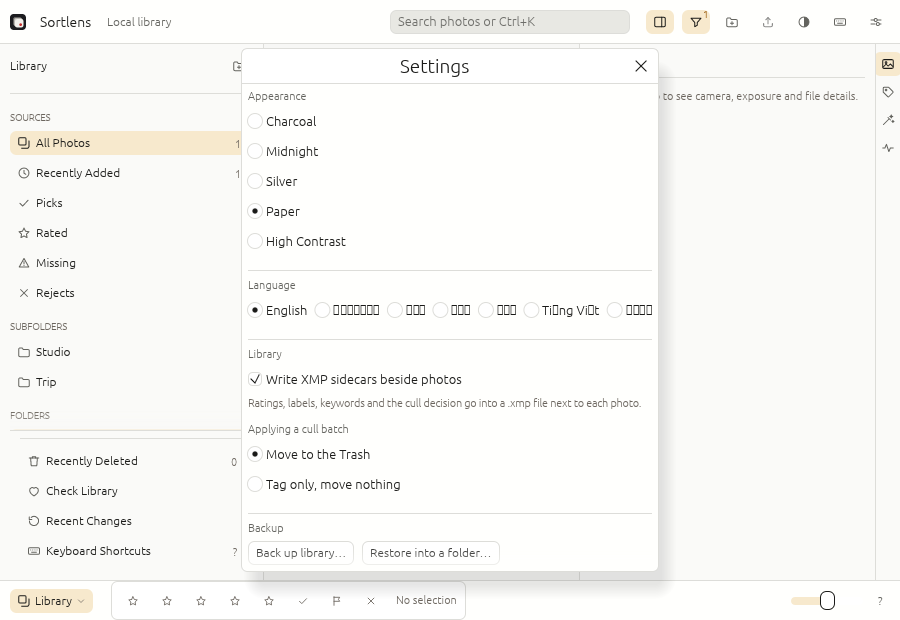 Sortlens Local library Search photos or Ctrl+K 1
Library
Settings
to see camera, exposure and file details.
SOURCES
All Photos 1
Recently Added 1
Picks
Rated
Missing
Rejects
SUBFOLDERS
Studio
Trip
FOLDERS
Recently Deleted 0
Check Library
Recent Changes
Keyboard Shortcuts ?
Appearance
Charcoal
Midnight
Silver
Paper
High Contrast
Language
English
Library
Write XMP sidecars beside photos
Ratings, labels, keywords and the cull decision go into a .xmp file next to each photo.
Applying a cull batch
Move to the Trash
Tag only, move nothing
Backup
Back up library... Restore into a folder...
Library No selection ?